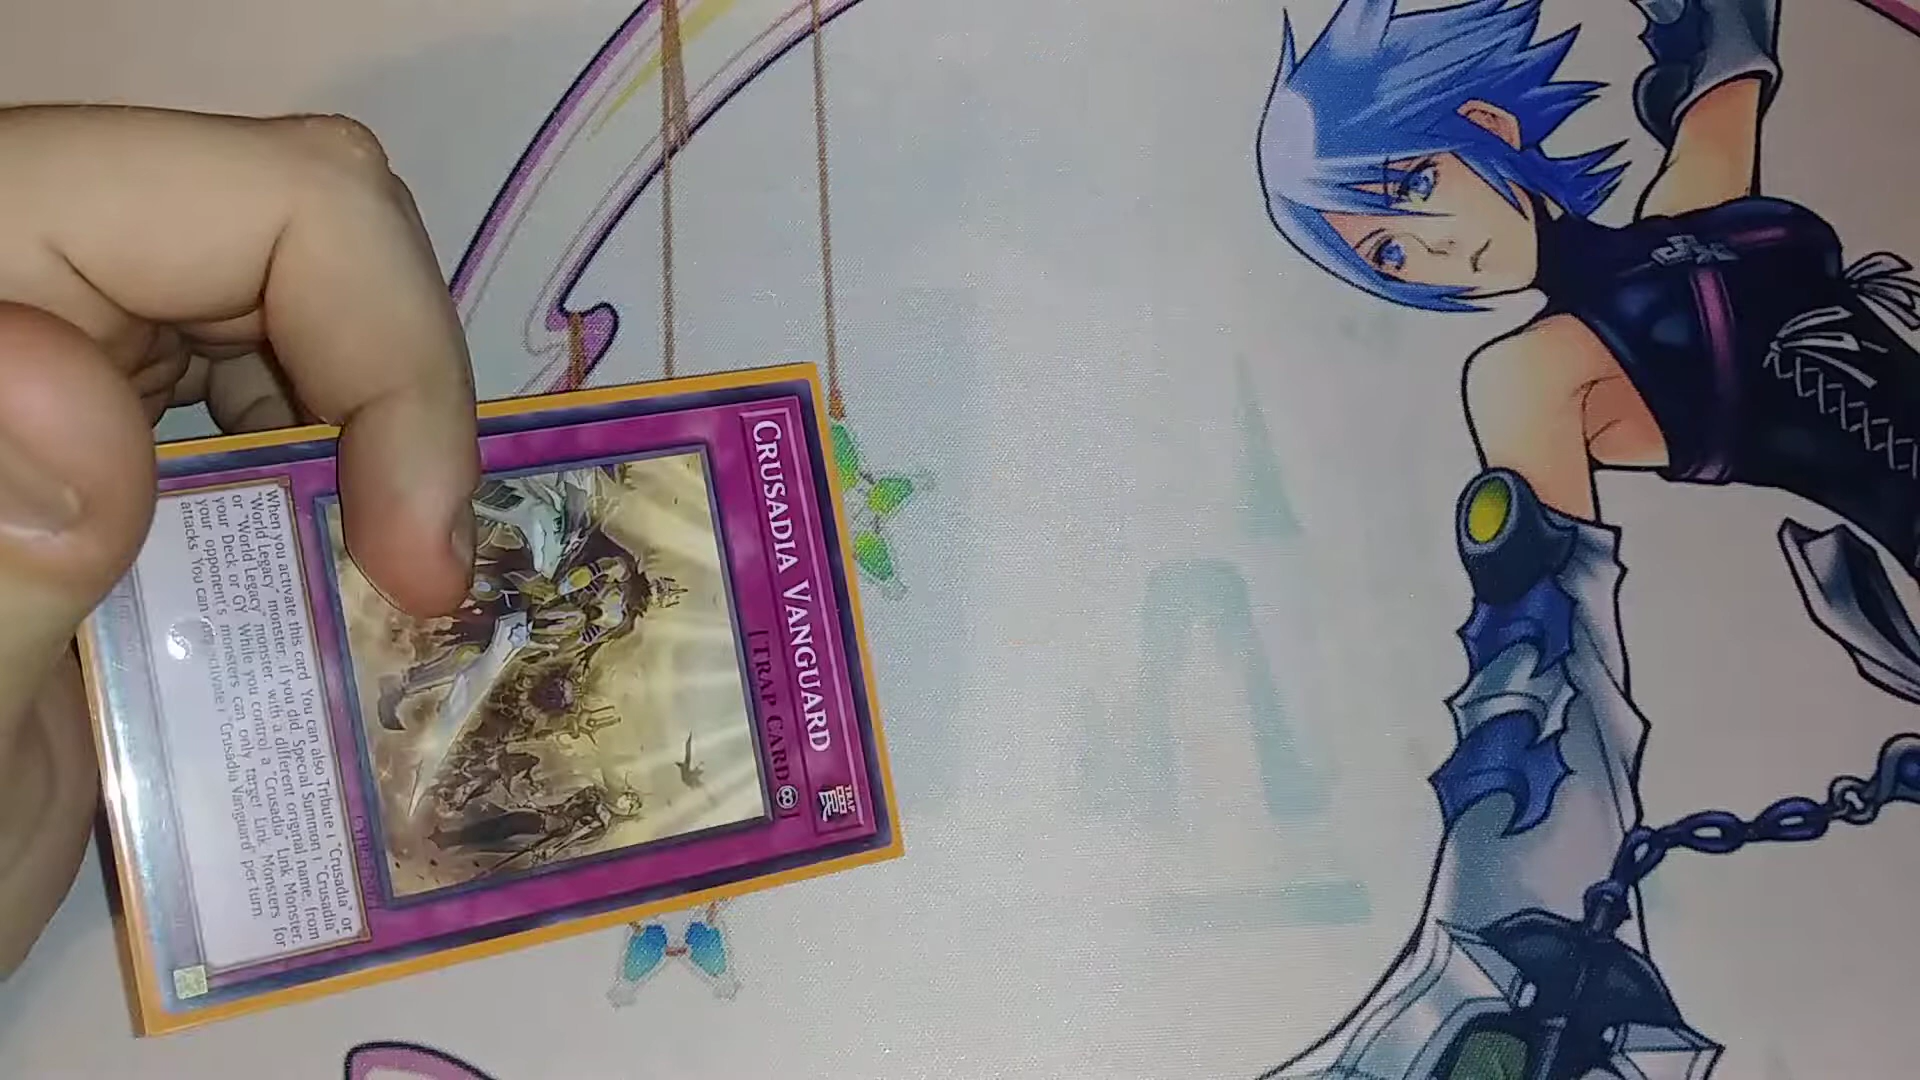 CRUSADIA VANGUARD
TRAP
罠
[TRAP CARD ∞]
When you activate this card: You can also Tribute 1 "Crusadia" or
"World Legacy" monster, if you did, Special Summon 1 "Crusadia"
or "World Legacy" monster, with a different original name, from
your Deck or GY. While you control a "Crusadia" Link Monster,
your opponent's monsters can only target Link Monsters for
attacks. You can activate 1 "Crusadia Vanguard" per turn.